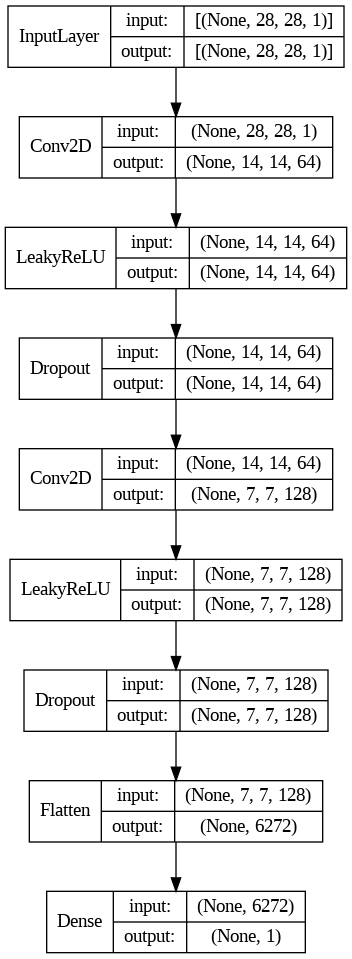 InputLayer
input: [(None, 28, 28, 1)]
output: [(None, 28, 28, 1)]
Conv2D
input: (None, 28, 28, 1)
output: (None, 14, 14, 64)
LeakyReLU
input: (None, 14, 14, 64)
output: (None, 14, 14, 64)
Dropout
input: (None, 14, 14, 64)
output: (None, 14, 14, 64)
Conv2D
input: (None, 14, 14, 64)
output: (None, 7, 7, 128)
LeakyReLU
input: (None, 7, 7, 128)
output: (None, 7, 7, 128)
Dropout
input: (None, 7, 7, 128)
output: (None, 7, 7, 128)
Flatten
input: (None, 7, 7, 128)
output: (None, 6272)
Dense
input: (None, 6272)
output: (None, 1)